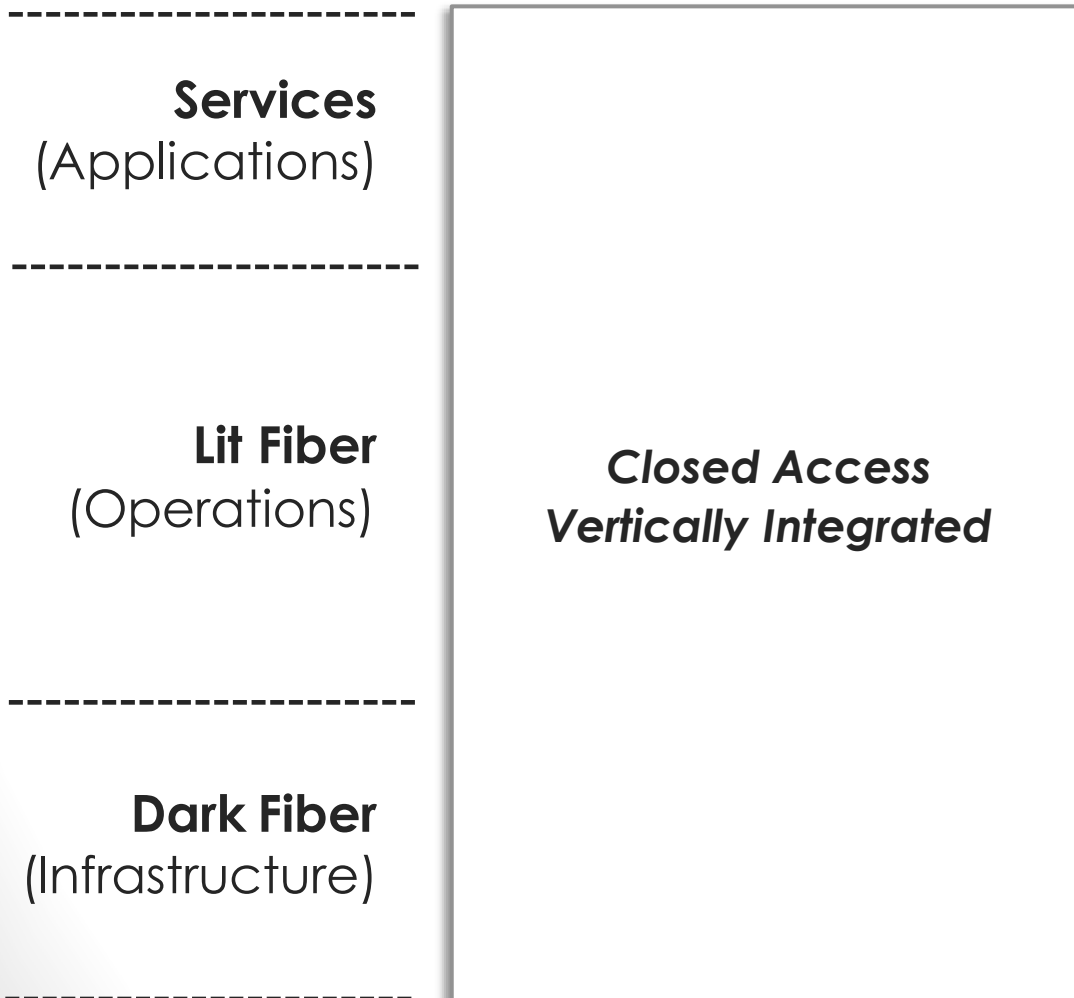 Services
(Applications)
Lit Fiber
(Operations)
Closed Access
Vertically Integrated
Dark Fiber
(Infrastructure)